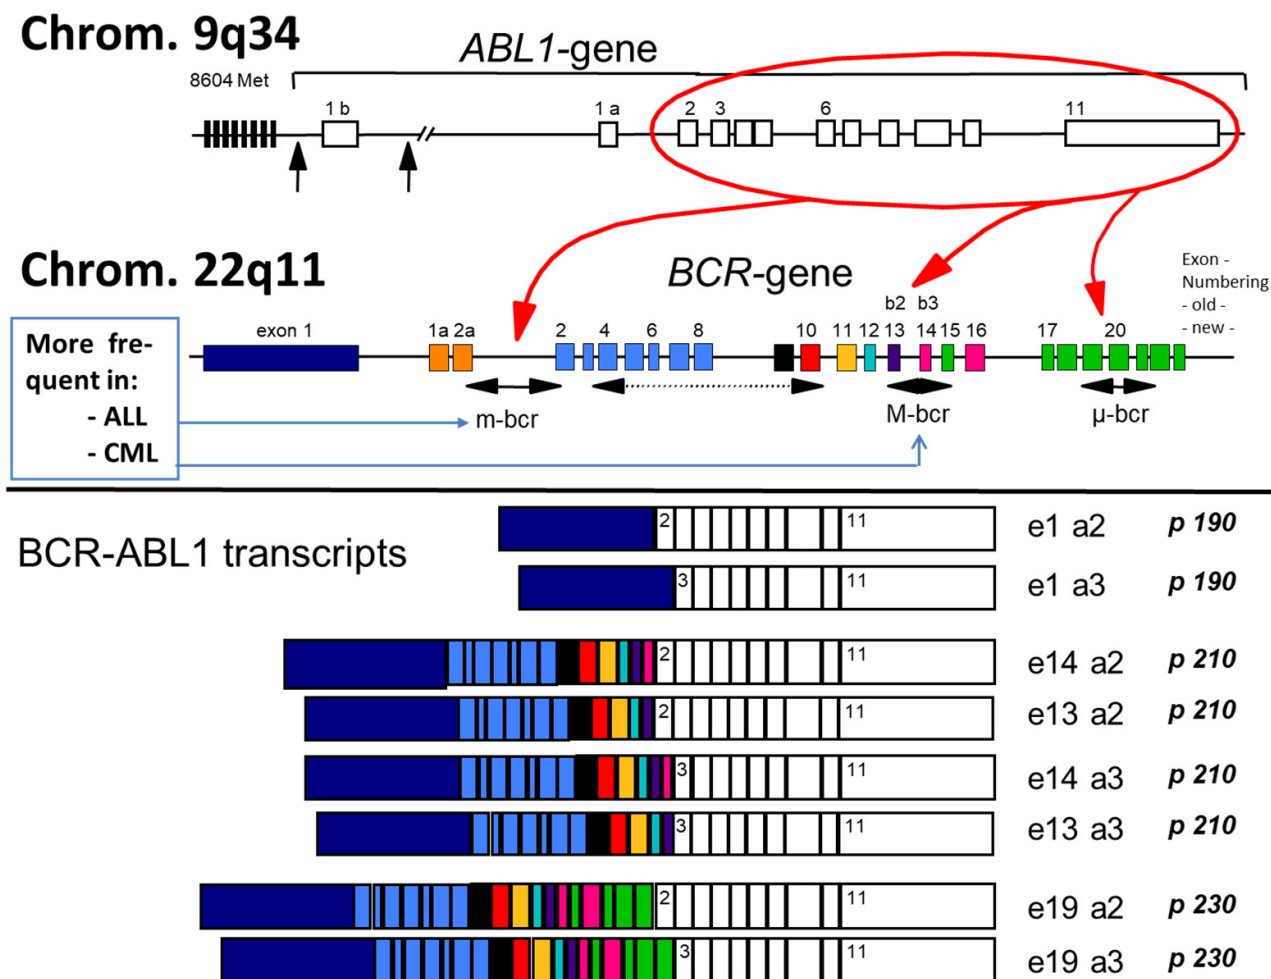 Chrom. 9q34
ABL1-gene
8604 Met
1 b
1 a
2
3
6
11
Chrom. 22q11
BCR-gene
Exon -
Numbering
- old -
- new -
b2
b3
exon 1
1a
2a
2
4
6
8
10
11
12
13
14
15
16
17
20
More fre-
quent in:
- ALL
- CML
m-bcr
M-bcr
µ-bcr
BCR-ABL1 transcripts
2 11 e1 a2 p 190
3 11 e1 a3 p 190
2 11 e14 a2 p 210
2 11 e13 a2 p 210
3 11 e14 a3 p 210
3 11 e13 a3 p 210
2 11 e19 a2 p 230
3 11 e19 a3 p 230